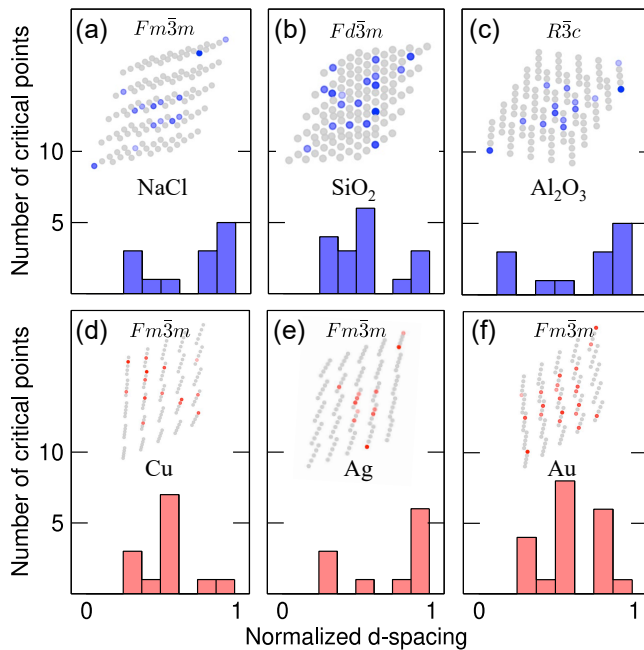 (a) Fm3̅m
(b) Fd3̅m
(c) R3̅c
Number of critical points
10
5
NaCl
SiO₂
Al₂O₃
(d) Fm3̅m
(e) Fm3̅m
(f) Fm3̅m
Number of critical points
10
5
Cu
Ag
Au
0 1
0 1
0 1
Normalized d-spacing